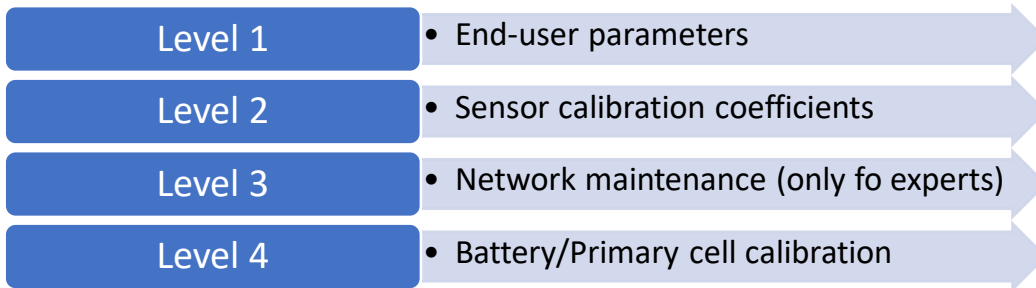 Level 1
• End-user parameters
Level 2
• Sensor calibration coefficients
Level 3
• Network maintenance (only fo experts)
Level 4
• Battery/Primary cell calibration